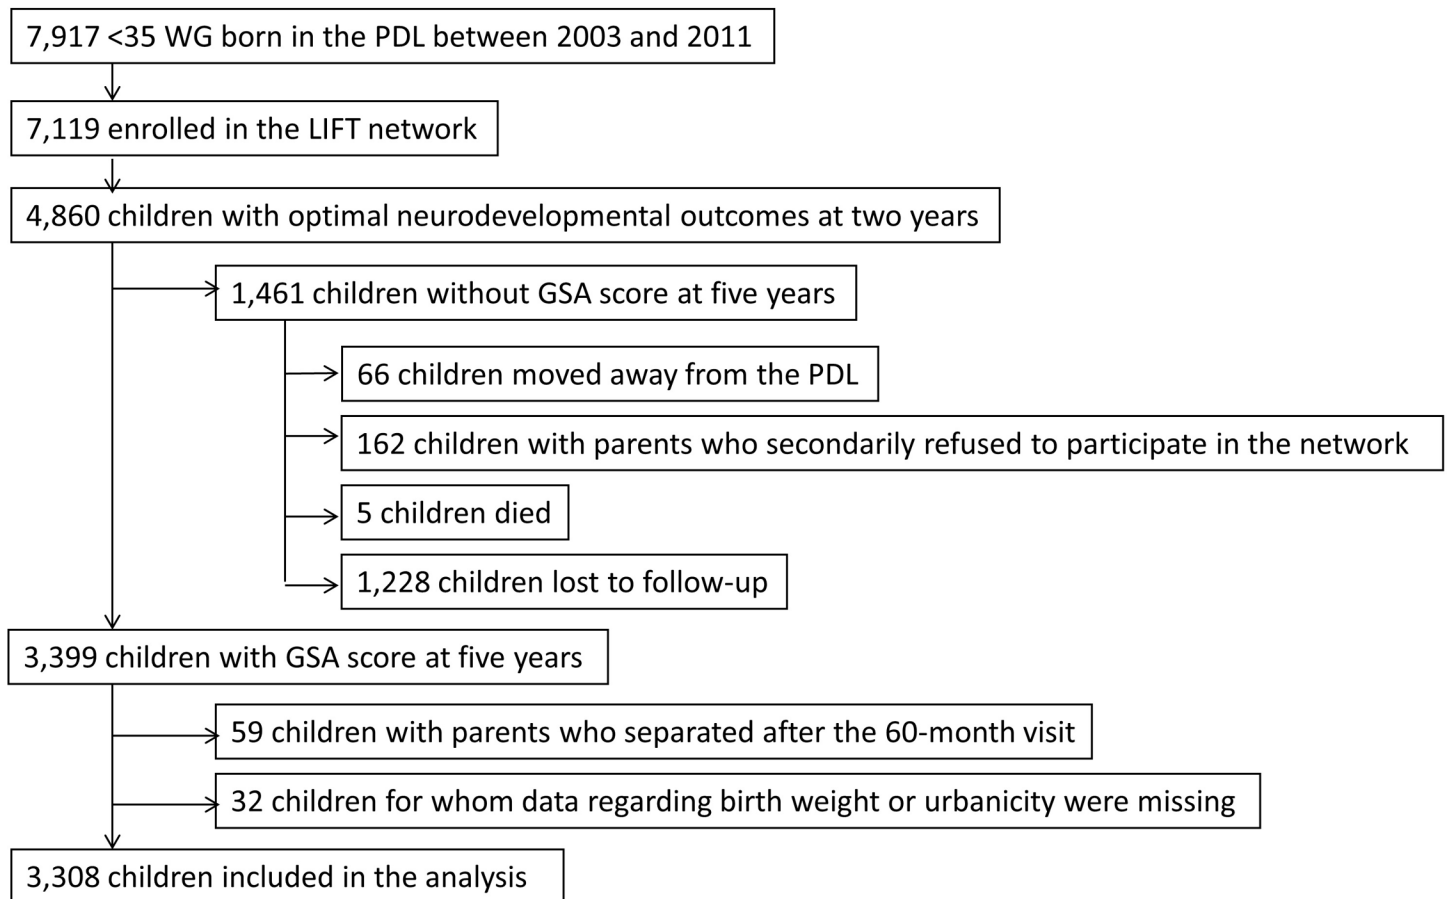 7,917 <35 WG born in the PDL between 2003 and 2011
7,119 enrolled in the LIFT network
4,860 children with optimal neurodevelopmental outcomes at two years
1,461 children without GSA score at five years
66 children moved away from the PDL
162 children with parents who secondarily refused to participate in the network
5 children died
1,228 children lost to follow-up
3,399 children with GSA score at five years
59 children with parents who separated after the 60-month visit
32 children for whom data regarding birth weight or urbanicity were missing
3,308 children included in the analysis